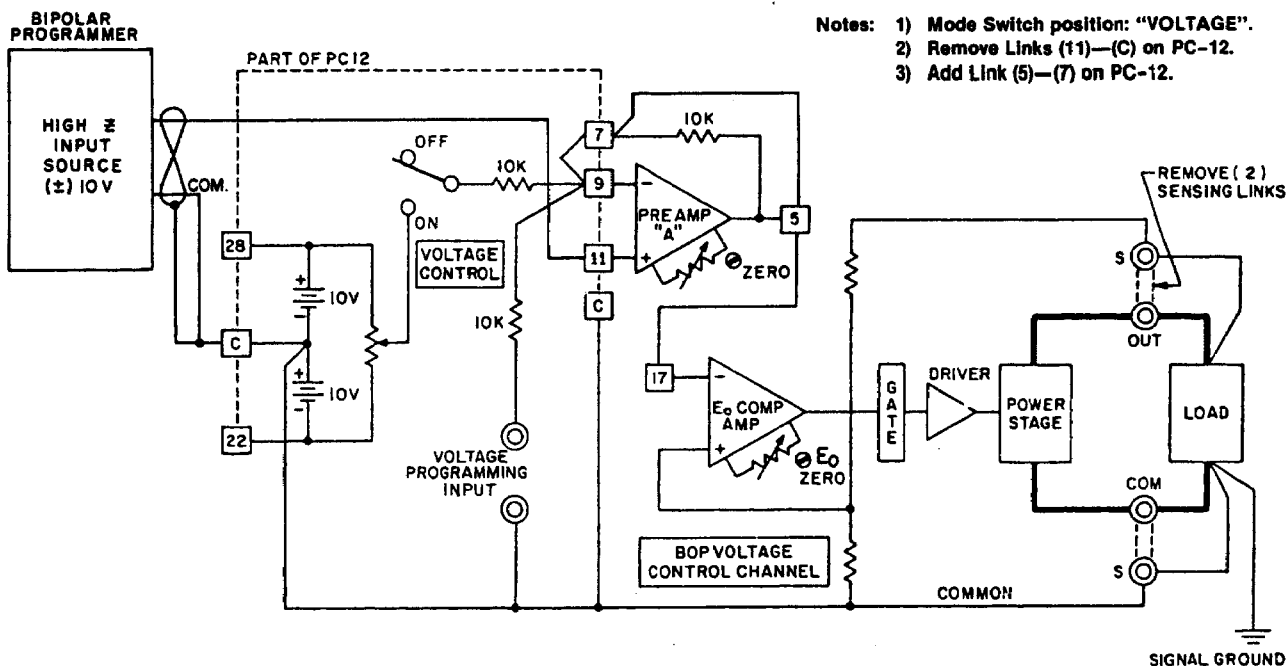 Notes: 1) Mode Switch position: “VOLTAGE”.
2) Remove Links (11)—(C) on PC-12.
3) Add Link (5)—(7) on PC-12.
BIPOLAR
PROGRAMMER
HIGH Z
INPUT
SOURCE
(±) 10 V
COM.
PART OF PC12
OFF
ON
VOLTAGE
CONTROL
28
C
22
+
-
10V
+
-
10V
10K
10K
VOLTAGE
PROGRAMMING
INPUT
7
9
11
C
10K
-
PREAMP
"A"
+
ZERO
5
17
-
E₀ COMP
AMP
+
E₀
ZERO
BOP VOLTAGE
CONTROL CHANNEL
GATE
DRIVER
POWER
STAGE
REMOVE (2)
SENSING LINKS
S
OUT
LOAD
COM
S
COMMON
SIGNAL GROUND